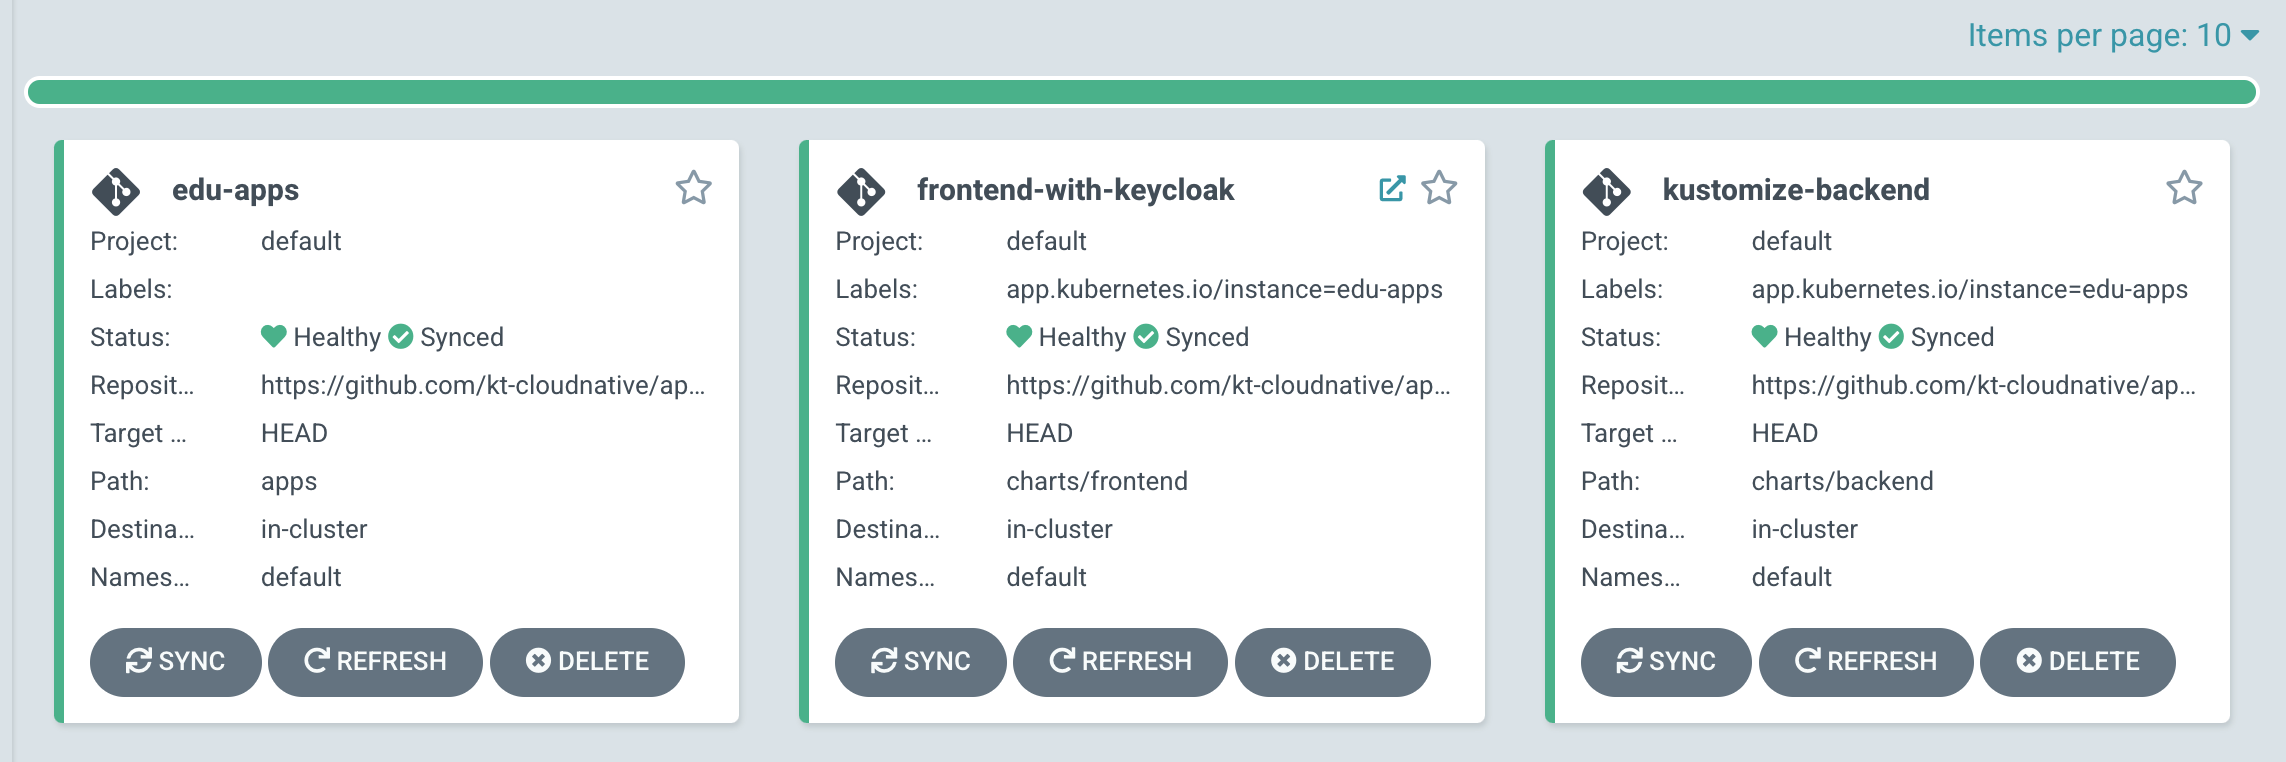 Items per page: 10
edu-apps
Project: default
Labels:
Status: Healthy Synced
Reposit... https://github.com/kt-cloudnative/ap...
Target ... HEAD
Path: apps
Destina... in-cluster
Names... default
SYNC REFRESH DELETE
frontend-with-keycloak
Project: default
Labels: app.kubernetes.io/instance=edu-apps
Status: Healthy Synced
Reposit... https://github.com/kt-cloudnative/ap...
Target ... HEAD
Path: charts/frontend
Destina... in-cluster
Names... default
SYNC REFRESH DELETE
kustomize-backend
Project: default
Labels: app.kubernetes.io/instance=edu-apps
Status: Healthy Synced
Reposit... https://github.com/kt-cloudnative/ap...
Target ... HEAD
Path: charts/backend
Destina... in-cluster
Names... default
SYNC REFRESH DELETE